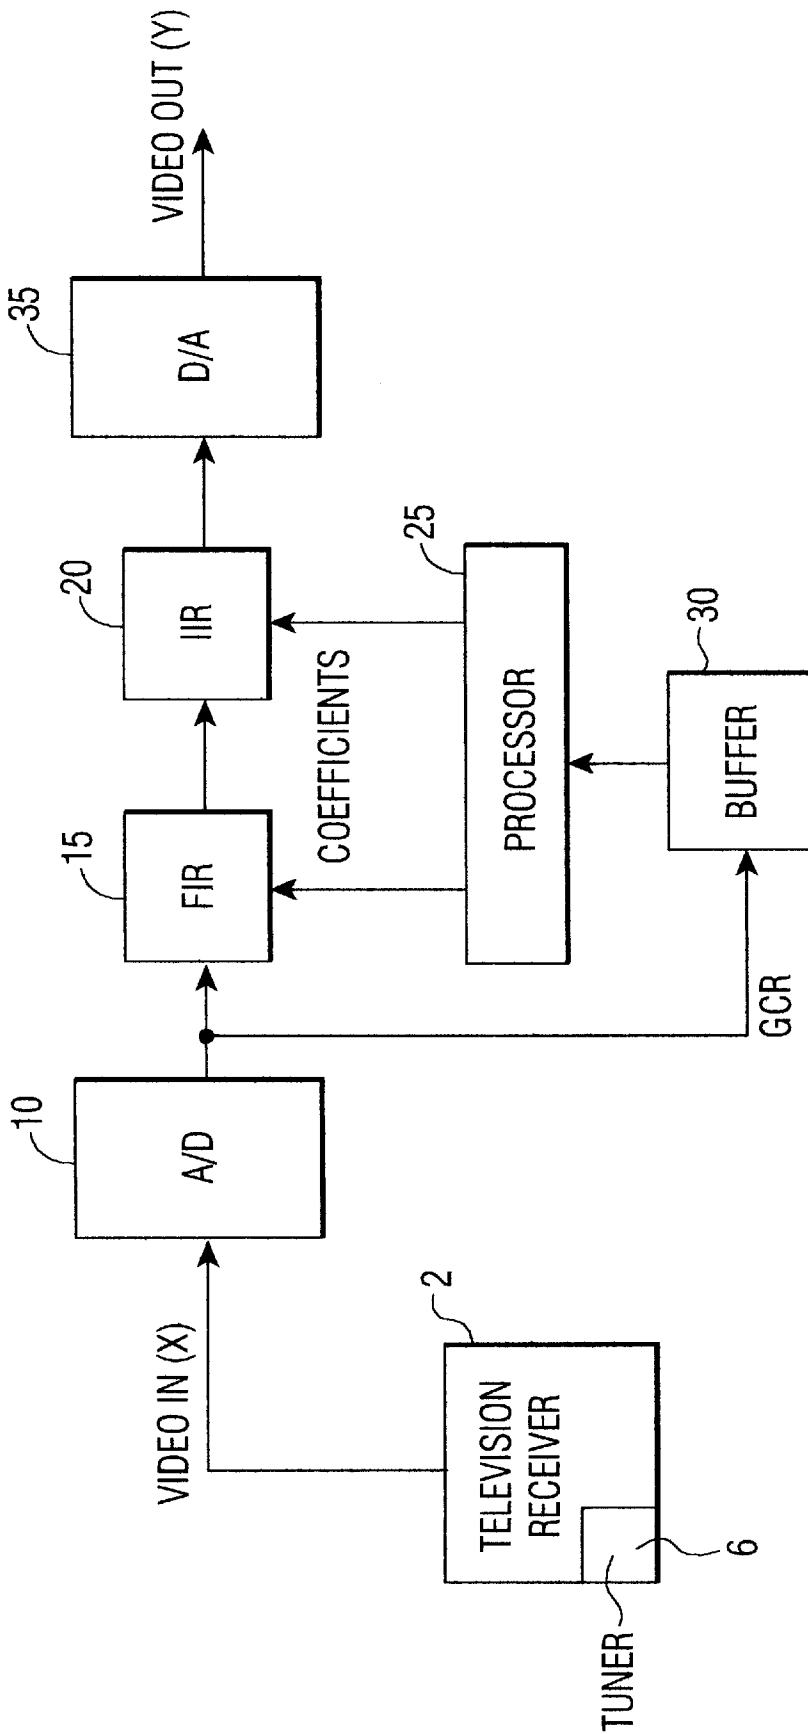 VIDEO OUT (Y)
35
D/A
20
IIR
25
COEFFICIENTS
PROCESSOR
30
BUFFER
15
FIR
GCR
10
A/D
VIDEO IN (X)
2
TELEVISION
RECEIVER
6
TUNER